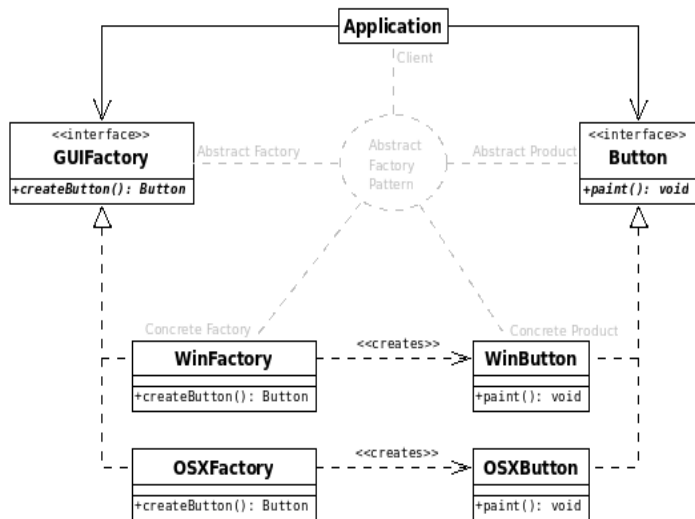 Application
Client
<<interface>>
GUIFactory
+createButton(): Button
Abstract Factory
Abstract
Factory
Pattern
Abstract Product
<<interface>>
Button
+paint(): void
Concrete Factory
WinFactory
+createButton(): Button
<<creates>>
Concrete Product
WinButton
+paint(): void
OSXFactory
+createButton(): Button
<<creates>>
OSXButton
+paint(): void